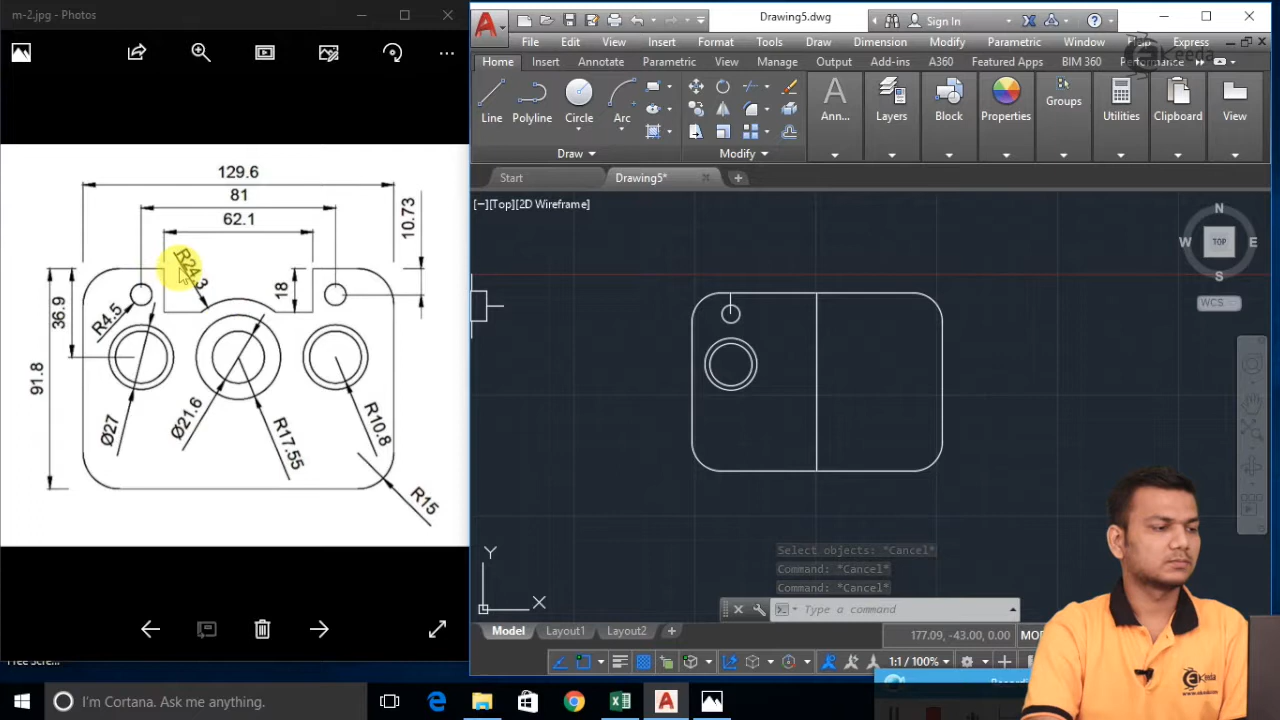 m-2.jpg - Photos
Drawing5.dwg
Sign In
File Edit View Insert Format Tools Draw Dimension Modify Parametric Window Help Express
ekeeda
Home Insert Annotate Parametric View Manage Output Add-ins A360 Featured Apps BIM 360 Performance
Line Polyline Circle Arc
Ann... Layers Block Properties Groups Utilities Clipboard View
Draw Modify
Start Drawing5*
[−][Top][2D Wireframe]
N
W TOP E
S
WCS
129.6
81
62.1
10.73
R24.3
18
36.9
R4.5
91.8
Ø27
Ø21.6
R17.55
R10.8
R15
Y
X
Select objects: *Cancel*
Command: *Cancel*
Command: *Cancel*
Type a command
Model Layout1 Layout2
177.09, -43.00, 0.00
1:1 / 100%
Free Scre...
I'm Cortana. Ask me anything.
ekeeda